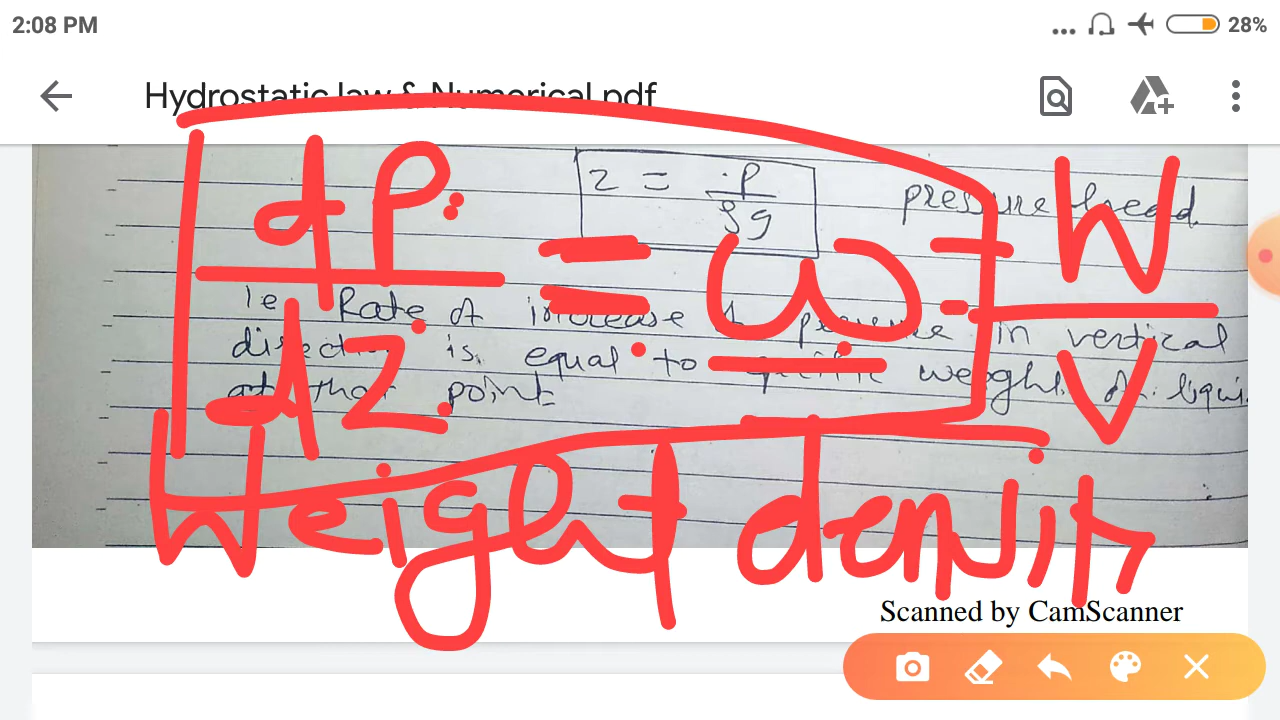 2:08 PM ... 28%
Hydrostatic law & Numerical.pdf
z = P / ρg pressure head
dP / dz = ω = W / V
ie Rate of increase of pressure in vertical
direction is equal to specific weight of liqui
at that point
Weight density
Scanned by CamScanner